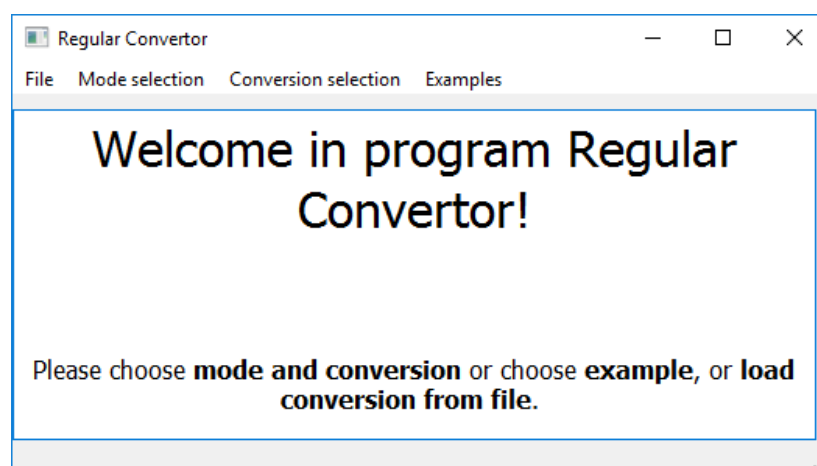 Regular Convertor
File Mode selection Conversion selection Examples
Welcome in program Regular
Convertor!
Please choose mode and conversion or choose example, or load
conversion from file.